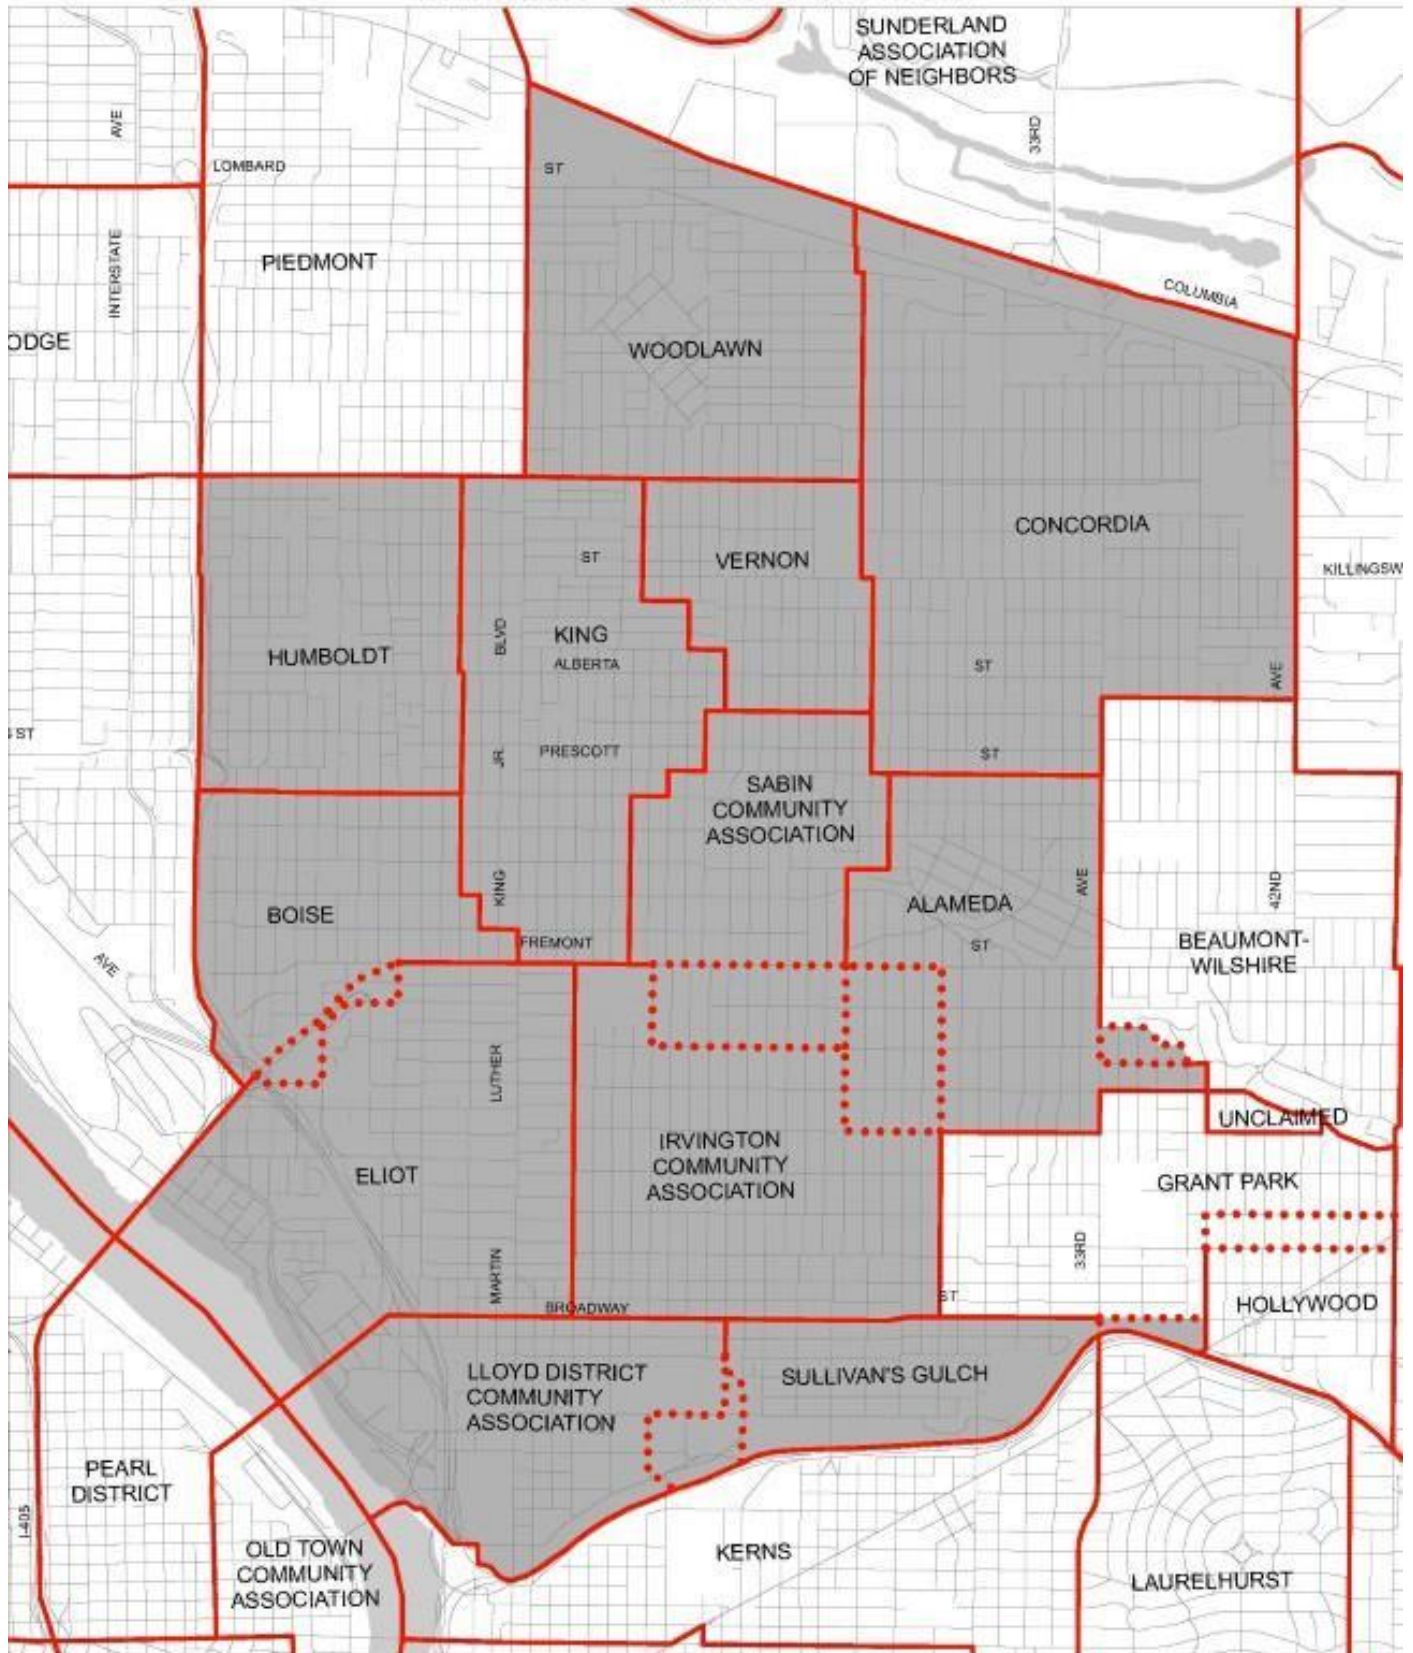 SUNDERLAND
ASSOCIATION
OF NEIGHBORS
AVE
33RD
LOMBARD
ST
INTERSTATE
PIEDMONT
COLUMBIA
ODGE
WOODLAWN
CONCORDIA
ST
VERNON
KILLINGSW
BLVD
KING
HUMBOLDT
ALBERTA
ST
AVE
ST
JR.
PRESCOTT
ST
SABIN
COMMUNITY
ASSOCIATION
KING
AVE
42ND
ALAMEDA
BOISE
FREMONT
ST
BEAUMONT-
WILSHIRE
AVE
LUTHER
UNCLAIMED
IRVINGTON
COMMUNITY
ASSOCIATION
ELIOT
GRANT PARK
33RD
MARTIN
ST
BROADWAY
HOLLYWOOD
LLOYD DISTRICT
COMMUNITY
ASSOCIATION
SULLIVAN'S GULCH
PEARL
DISTRICT
I-405
OLD TOWN
COMMUNITY
ASSOCIATION
KERNS
LAURELHURST